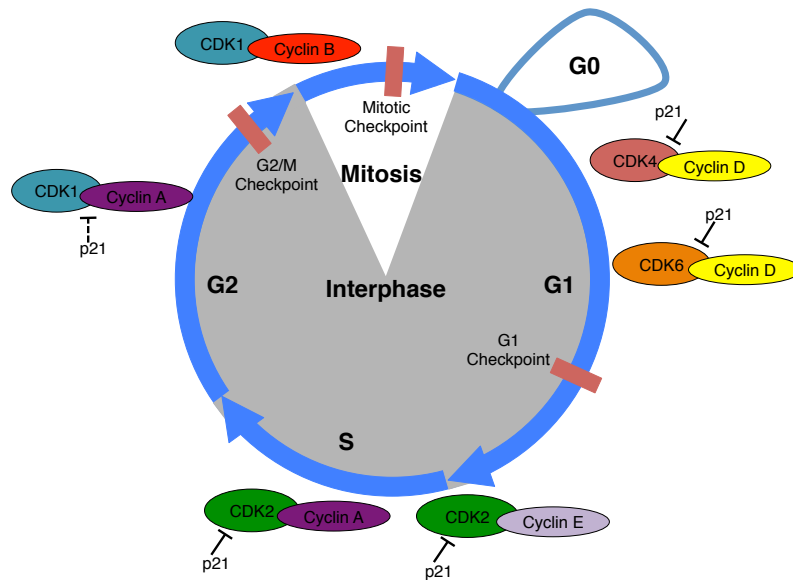 G0
CDK1
Cyclin B
Mitotic
Checkpoint
p21
CDK4
Cyclin D
G2/M
Checkpoint
Mitosis
CDK1
Cyclin A
p21
p21
CDK6
Cyclin D
G2
Interphase
G1
G1
Checkpoint
S
CDK2
Cyclin A
CDK2
Cyclin E
p21
p21